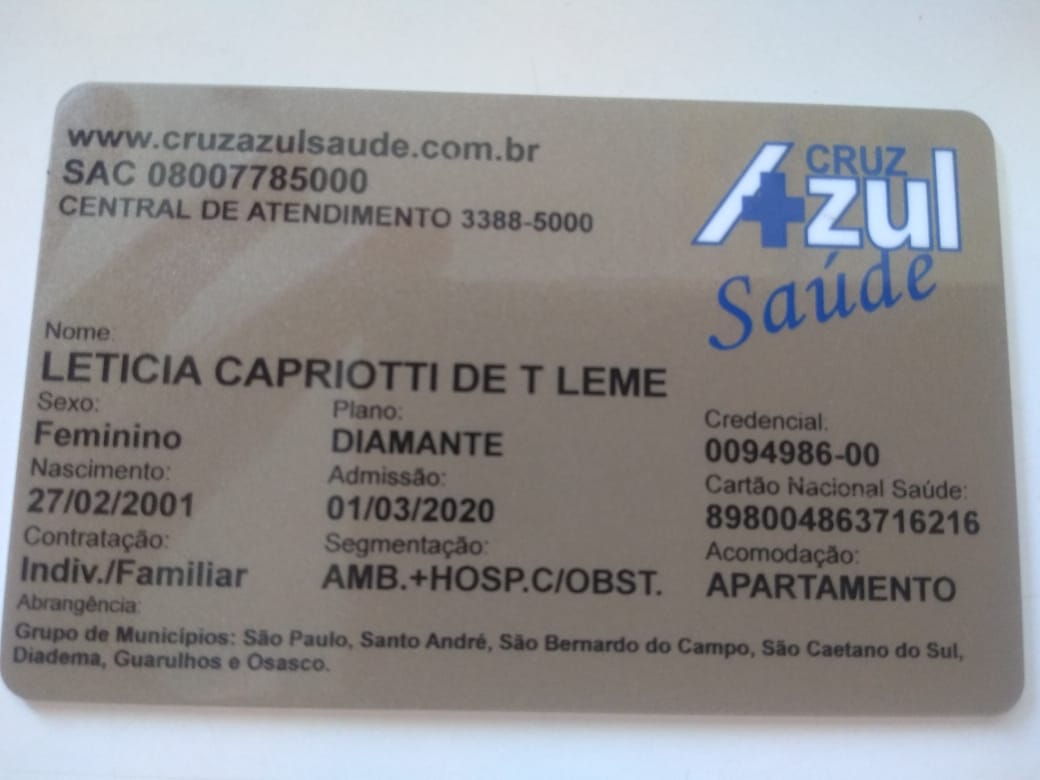 www.cruzazulsaude.com.br
SAC 08007785000
CENTRAL DE ATENDIMENTO 3388-5000
CRUZ
Azul
Saúde
Nome:
LETICIA CAPRIOTTI DE T LEME
Sexo: Plano: Credencial:
Feminino DIAMANTE 0094986-00
Nascimento: Admissão: Cartão Nacional Saúde:
27/02/2001 01/03/2020 898004863716216
Contratação: Segmentação: Acomodação:
Indiv./Familiar AMB.+HOSP.C/OBST. APARTAMENTO
Abrangência:
Grupo de Municípios: São Paulo, Santo André, São Bernardo do Campo, São Caetano do Sul,
Diadema, Guarulhos e Osasco.